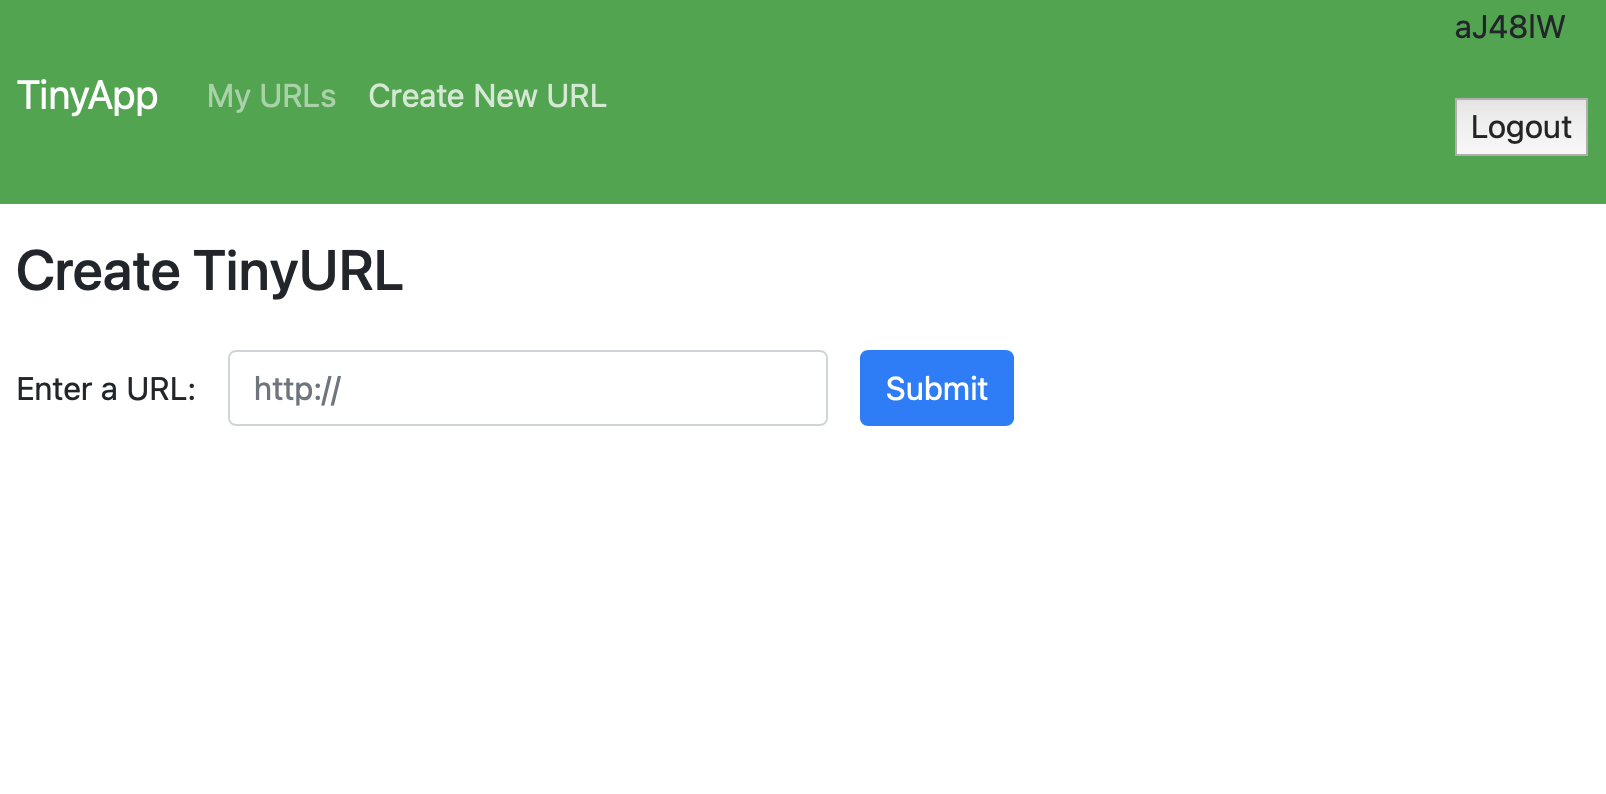 aJ48lW
TinyApp My URLs Create New URL
Logout
Create TinyURL
Enter a URL: http:// Submit